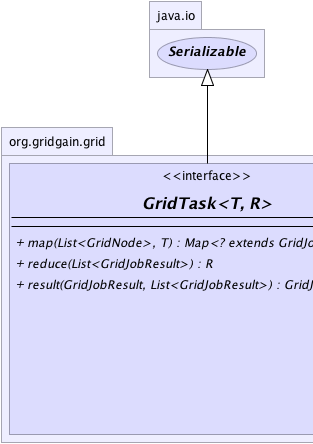 java.io
Serializable
org.gridgain.grid
<<interface>>
GridTask<T, R>
+ map(List<GridNode>, T) : Map<? extends GridJo
+ reduce(List<GridJobResult>) : R
+ result(GridJobResult, List<GridJobResult>) : GridJ